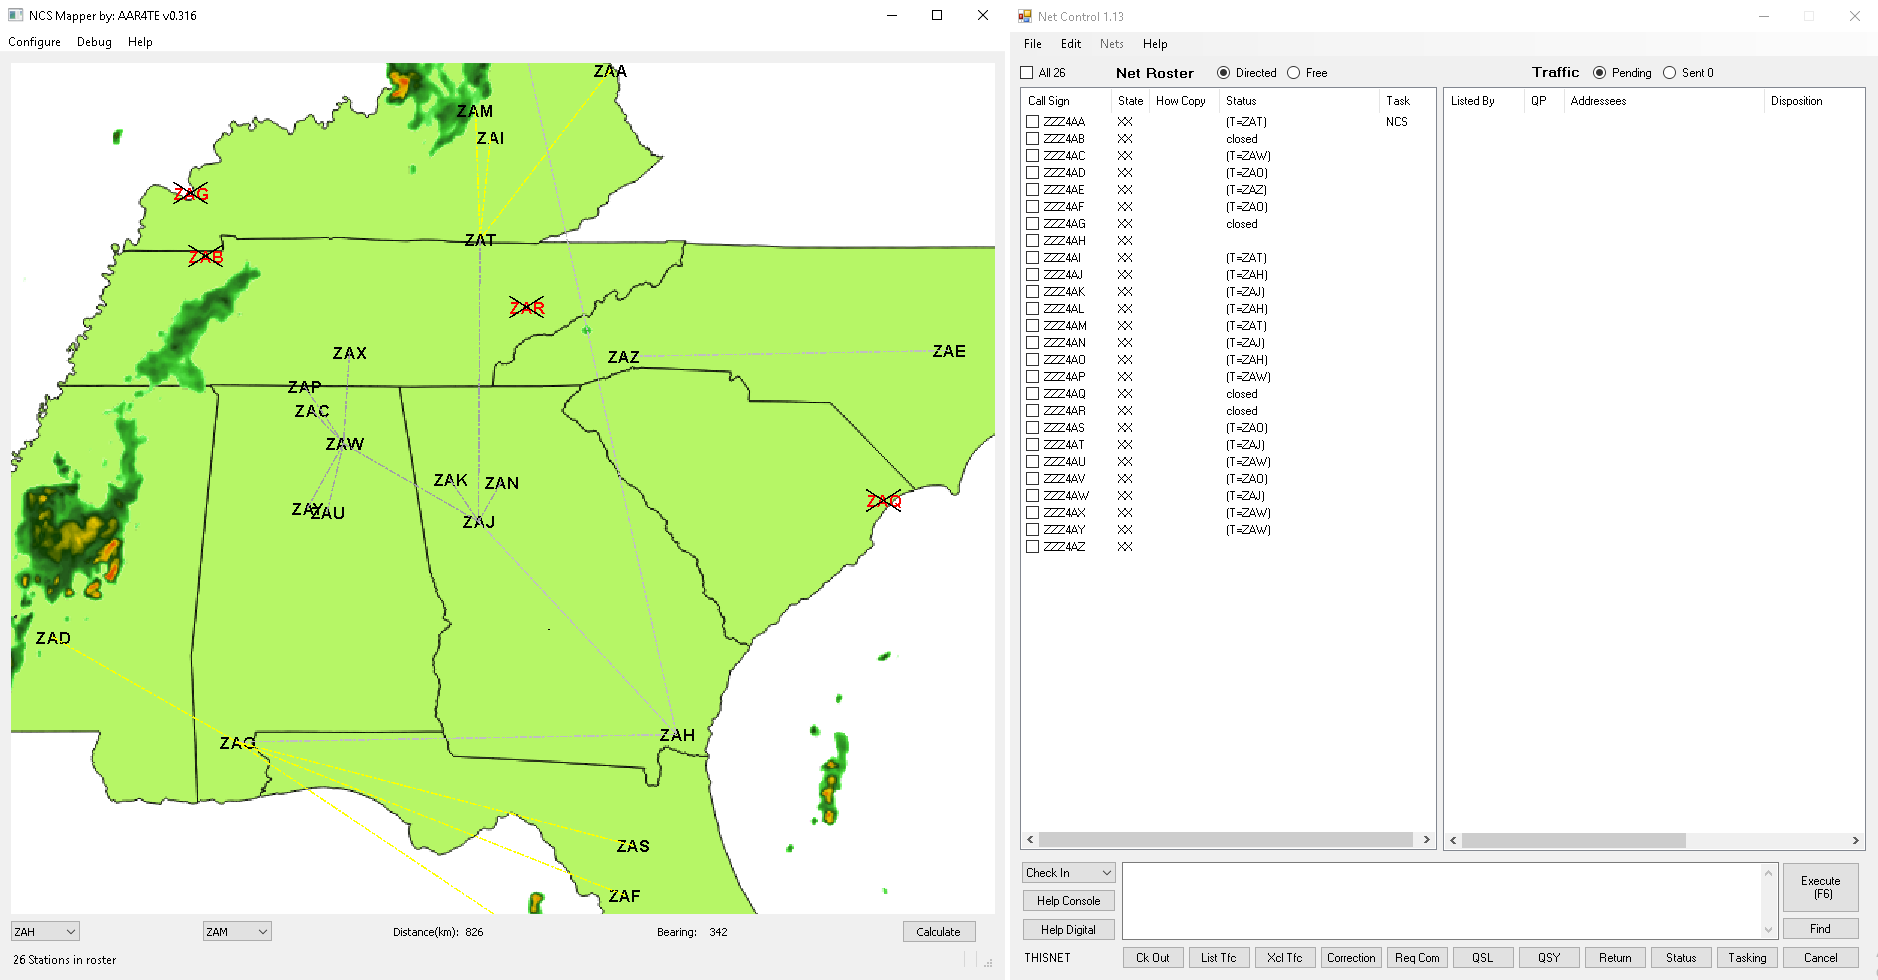 NCS Mapper by: AAR4TE v0.316
Configure Debug Help
ZAA
ZAM
ZAI
ZAG
ZAT
ZAB
ZAR
ZAX
ZAZ
ZAE
ZAP
ZAC
ZAW
ZAK
ZAN
ZAQ
ZAY
ZAU
ZAJ
ZAD
ZAH
ZAO
ZAS
ZAF
ZAH ZAM Distance(km): 826 Bearing: 342 Calculate
26 Stations in roster
Net Control 1.13
File Edit Nets Help
All 26 Net Roster Directed Free
Traffic Pending Sent 0
Call Sign State How Copy Status Task
ZZZ4AA XX (T=ZAT) NCS
ZZZ4AB XX closed
ZZZ4AC XX (T=ZAW)
ZZZ4AD XX (T=ZAO)
ZZZ4AE XX (T=ZAZ)
ZZZ4AF XX (T=ZAO)
ZZZ4AG XX closed
ZZZ4AH XX
ZZZ4AI XX (T=ZAT)
ZZZ4AJ XX (T=ZAH)
ZZZ4AK XX (T=ZAJ)
ZZZ4AL XX (T=ZAH)
ZZZ4AM XX (T=ZAT)
ZZZ4AN XX (T=ZAJ)
ZZZ4AO XX (T=ZAH)
ZZZ4AP XX (T=ZAW)
ZZZ4AQ XX closed
ZZZ4AR XX closed
ZZZ4AS XX (T=ZAO)
ZZZ4AT XX (T=ZAJ)
ZZZ4AU XX (T=ZAW)
ZZZ4AV XX (T=ZAO)
ZZZ4AW XX (T=ZAJ)
ZZZ4AX XX (T=ZAW)
ZZZ4AY XX (T=ZAW)
ZZZ4AZ XX
Listed By QP Addressees Disposition
Check In
Help Console
Help Digital
Execute
(F6)
Find
THISNET Ck Out List Tfc Xcl Tfc Correction Req Com QSL QSY Return Status Tasking Cancel